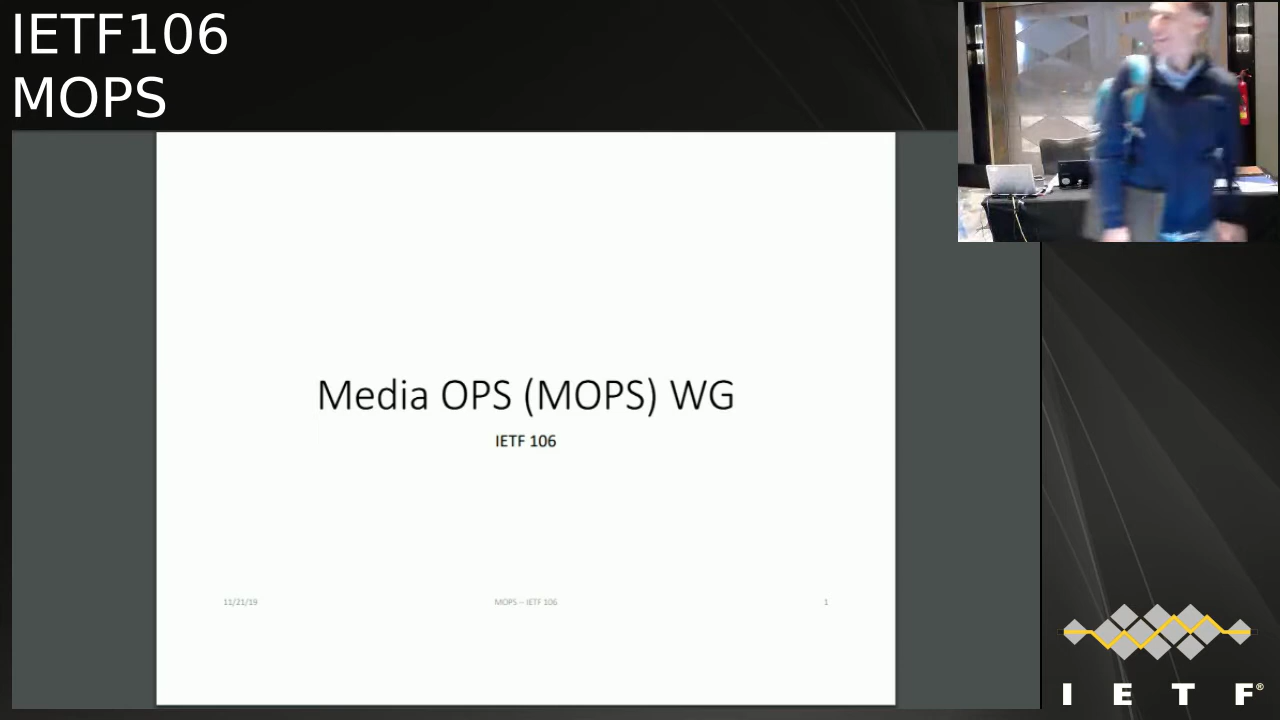 IETF106
MOPS
Media OPS (MOPS) WG
IETF 106
11/21/19
MOPS – IETF 106
1
I E T F®